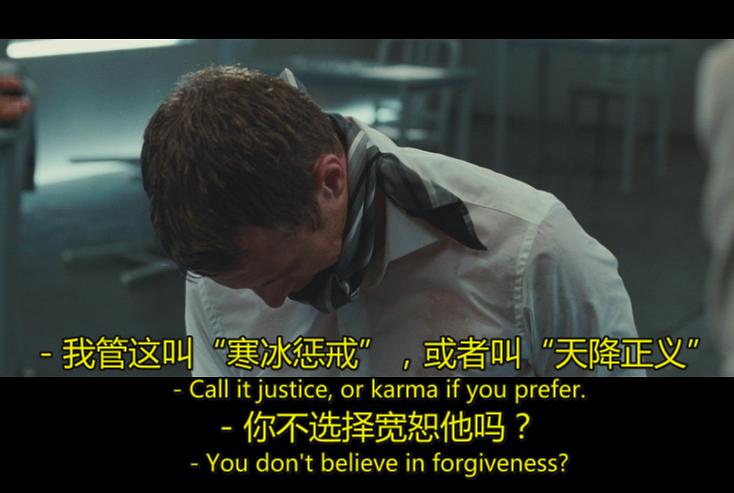 - 我管这叫“寒冰惩戒”，或者叫“天降正义”
- Call it justice, or karma if you prefer.
- 你不选择宽恕他吗？
- You don't believe in forgiveness?